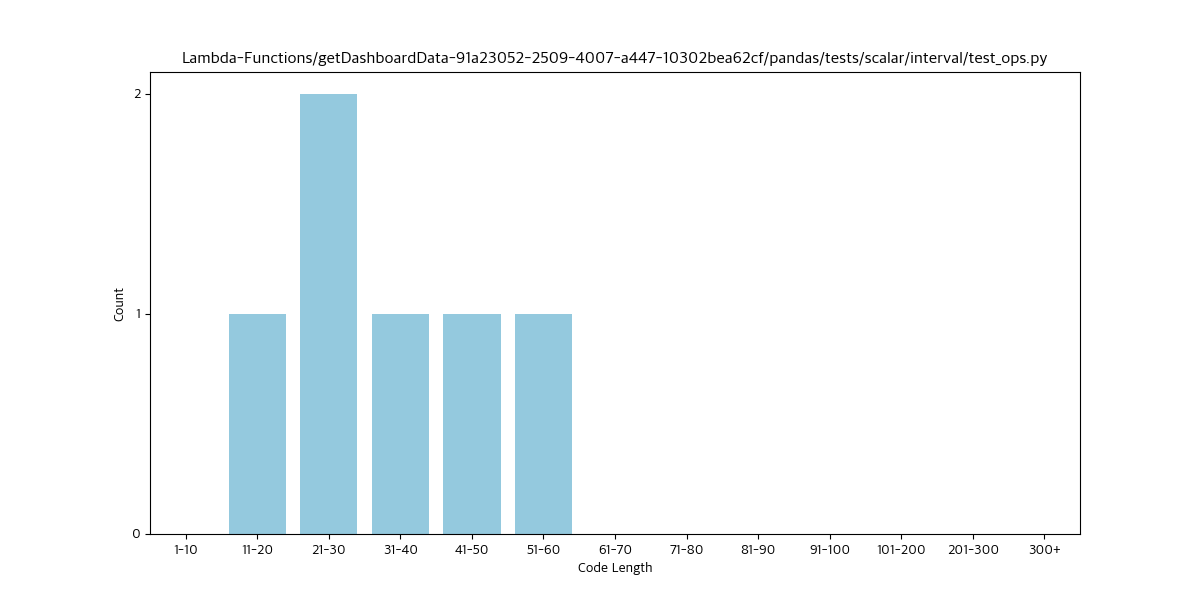 Lambda-Functions/getDashboardData-91a23052-2509-4007-a447-10302bea62cf/pandas/tests/scalar/interval/test_ops.py
2
1
0
Count
1-10 11-20 21-30 31-40 41-50 51-60 61-70 71-80 81-90 91-100 101-200 201-300 300+
Code Length